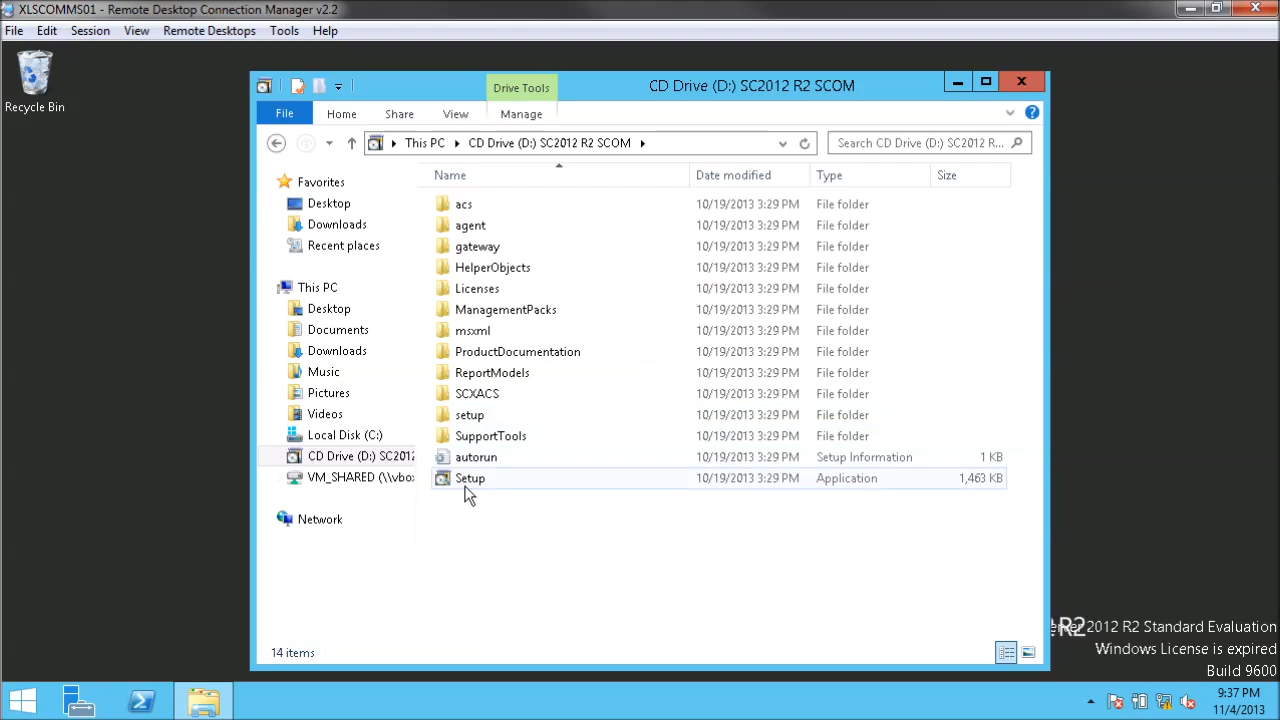 XLSCOMMS01 - Remote Desktop Connection Manager v2.2
File Edit Session View Remote Desktops Tools Help
Recycle Bin
Drive Tools
CD Drive (D:) SC2012 R2 SCOM
File Home Share View Manage
This PC CD Drive (D:) SC2012 R2 SCOM
Search CD Drive (D:) SC2012 R...
Favorites
Desktop
Downloads
Recent places
This PC
Desktop
Documents
Downloads
Music
Pictures
Videos
Local Disk (C:)
CD Drive (D:) SC2012
VM_SHARED (\\vbo
Network
Name Date modified Type Size
acs 10/19/2013 3:29 PM File folder
agent 10/19/2013 3:29 PM File folder
gateway 10/19/2013 3:29 PM File folder
HelperObjects 10/19/2013 3:29 PM File folder
Licenses 10/19/2013 3:29 PM File folder
ManagementPacks 10/19/2013 3:29 PM File folder
msxml 10/19/2013 3:29 PM File folder
ProductDocumentation 10/19/2013 3:29 PM File folder
ReportModels 10/19/2013 3:29 PM File folder
SCXACS 10/19/2013 3:29 PM File folder
setup 10/19/2013 3:29 PM File folder
SupportTools 10/19/2013 3:29 PM File folder
autorun 10/19/2013 3:29 PM Setup Information 1 KB
Setup 10/19/2013 3:29 PM Application 1,463 KB
14 items
R2 2012 R2 Standard Evaluation
Windows License is expired
Build 9600
9:37 PM
11/4/2013